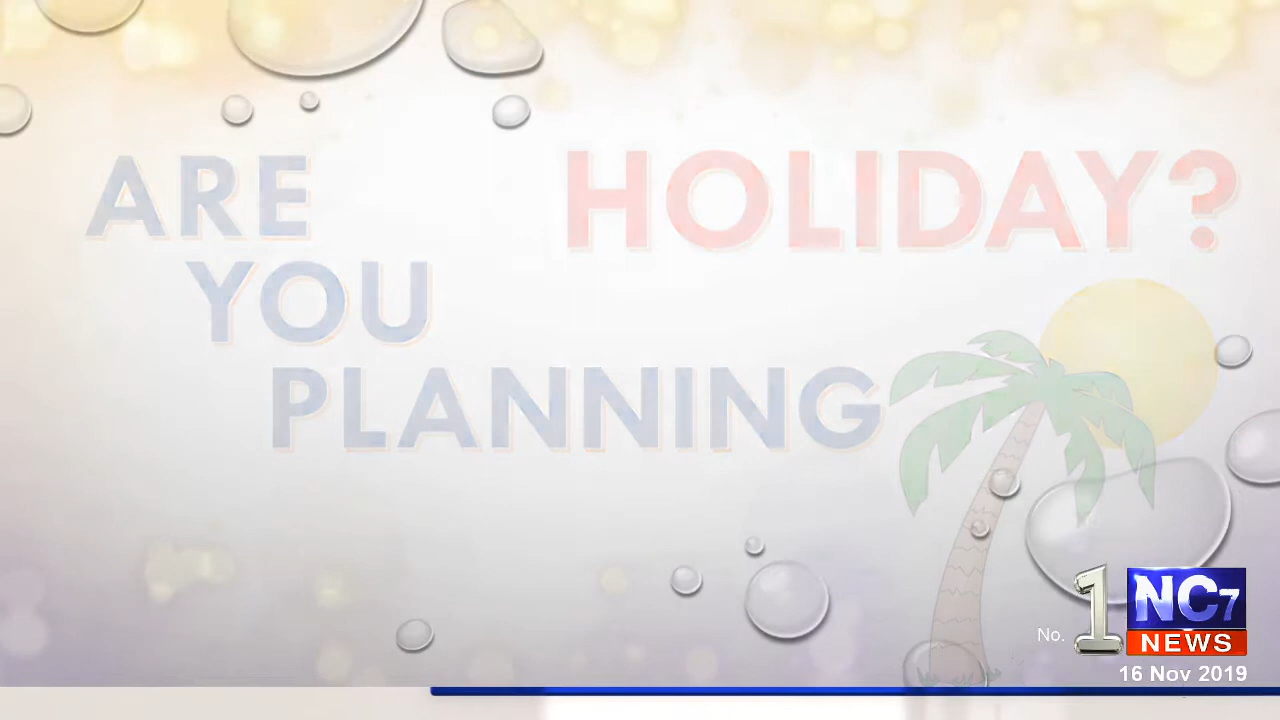 ARE
YOU
PLANNING
HOLIDAY?
No. 1 NC7
NEWS
16 Nov 2019